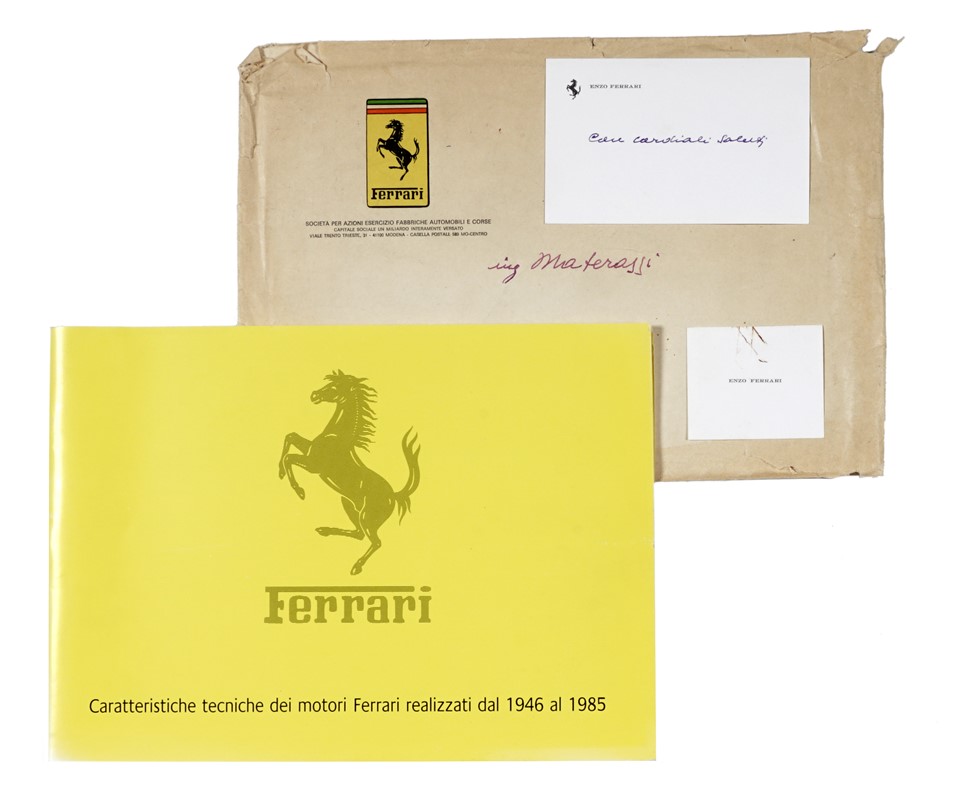 Ferrari
SOCIETÀ PER AZIONI ESERCIZIO FABBRICHE AUTOMOBILI E CORSE
CAPITALE SOCIALE UN MILIARDO INTERAMENTE VERSATO
VIALE TRENTO TRIESTE, 31 - 41100 MODENA - CASELLA POSTALE 589 MO-CENTRO
ENZO FERRARI
Con cordiali saluti
ing Materassi
ENZO FERRARI
Ferrari
Caratteristiche tecniche dei motori Ferrari realizzati dal 1946 al 1985